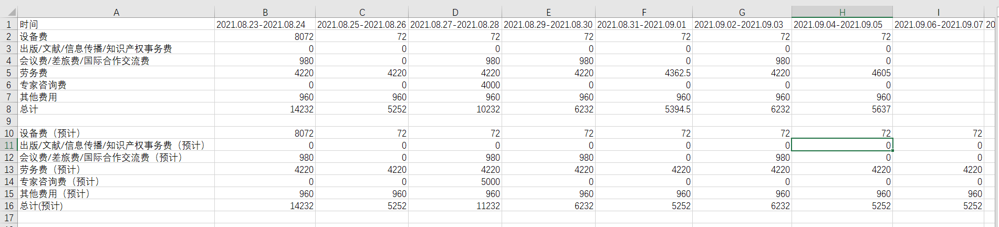 A B C D E F G H I
1 时间 2021.08.23-2021.08.24 2021.08.25-2021.08.26 2021.08.27-2021.08.28 2021.08.29-2021.08.30 2021.08.31-2021.09.01 2021.09.02-2021.09.03 2021.09.04-2021.09.05 2021.09.06-2021.09.07 20
2 设备费 8072 72 72 72 72 72 72
3 出版/文献/信息传播/知识产权事务费 0 0 0 0 0 0 0
4 会议费/差旅费/国际合作交流费 980 0 980 980 0 980 0
5 劳务费 4220 4220 4220 4220 4362.5 4220 4605
6 专家咨询费 0 0 4000 0 0 0 0
7 其他费用 960 960 960 960 960 960 960
8 总计 14232 5252 10232 6232 5394.5 6232 5637
9
10 设备费（预计） 8072 72 72 72 72 72 72 72
11 出版/文献/信息传播/知识产权事务费（预计） 0 0 0 0 0 0 0 0
12 会议费/差旅费/国际合作交流费（预计） 980 0 980 980 0 980 0 0
13 劳务费（预计） 4220 4220 4220 4220 4220 4220 4220 4220
14 专家咨询费（预计） 0 0 5000 0 0 0 0 0
15 其他费用（预计） 960 960 960 960 960 960 960 960
16 总计(预计) 14232 5252 11232 6232 5252 6232 5252 5252
17